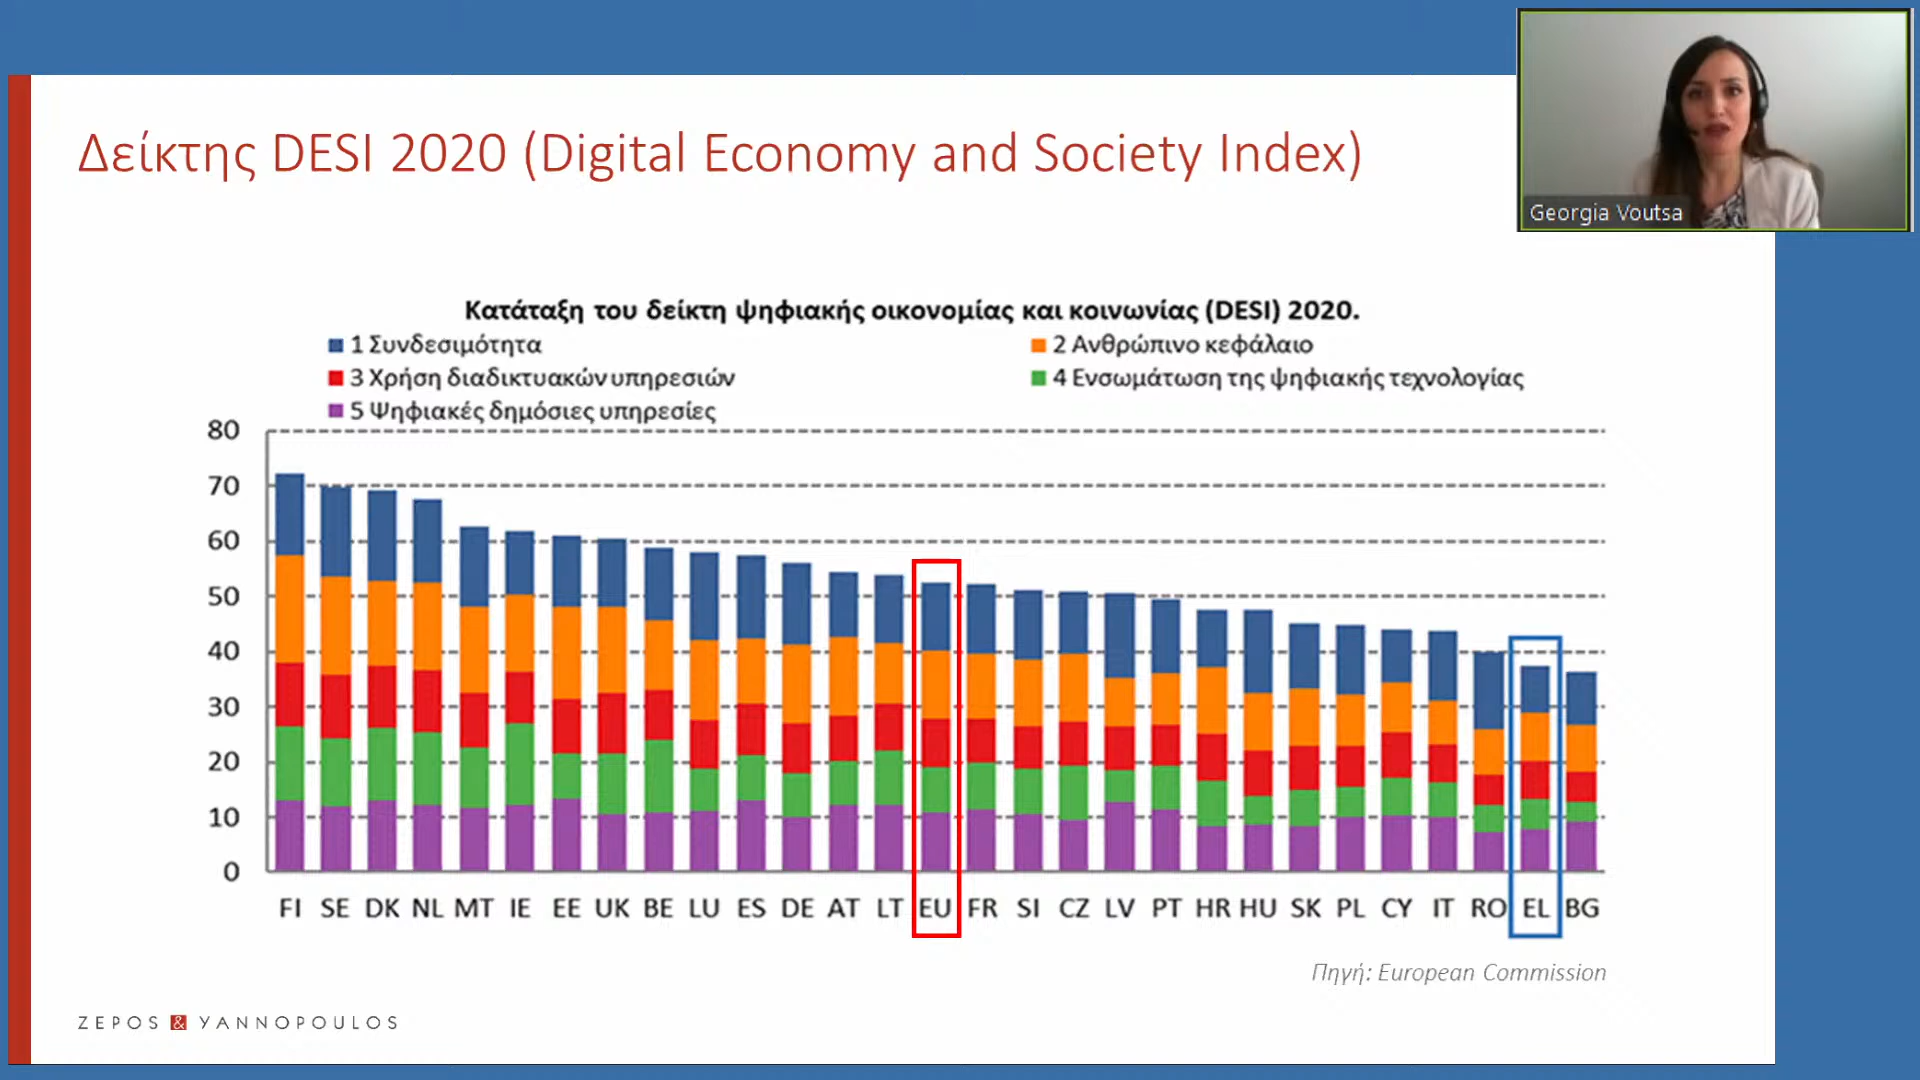 Δείκτης DESI 2020 (Digital Economy and Society Index)
Georgia Voutsa
Κατάταξη του δείκτη ψηφιακής οικονομίας και κοινωνίας (DESI) 2020.
1 Συνδεσιμότητα
2 Ανθρώπινο κεφάλαιο
3 Χρήση διαδικτυακών υπηρεσιών
4 Ενσωμάτωση της ψηφιακής τεχνολογίας
5 Ψηφιακές δημόσιες υπηρεσίες
80
70
60
50
40
30
20
10
0
FI SE DK NL MT IE EE UK BE LU ES DE AT LT EU FR SI CZ LV PT HR HU SK PL CY IT RO EL BG
Πηγή: European Commission
ZEPOS & YANNOPOULOS